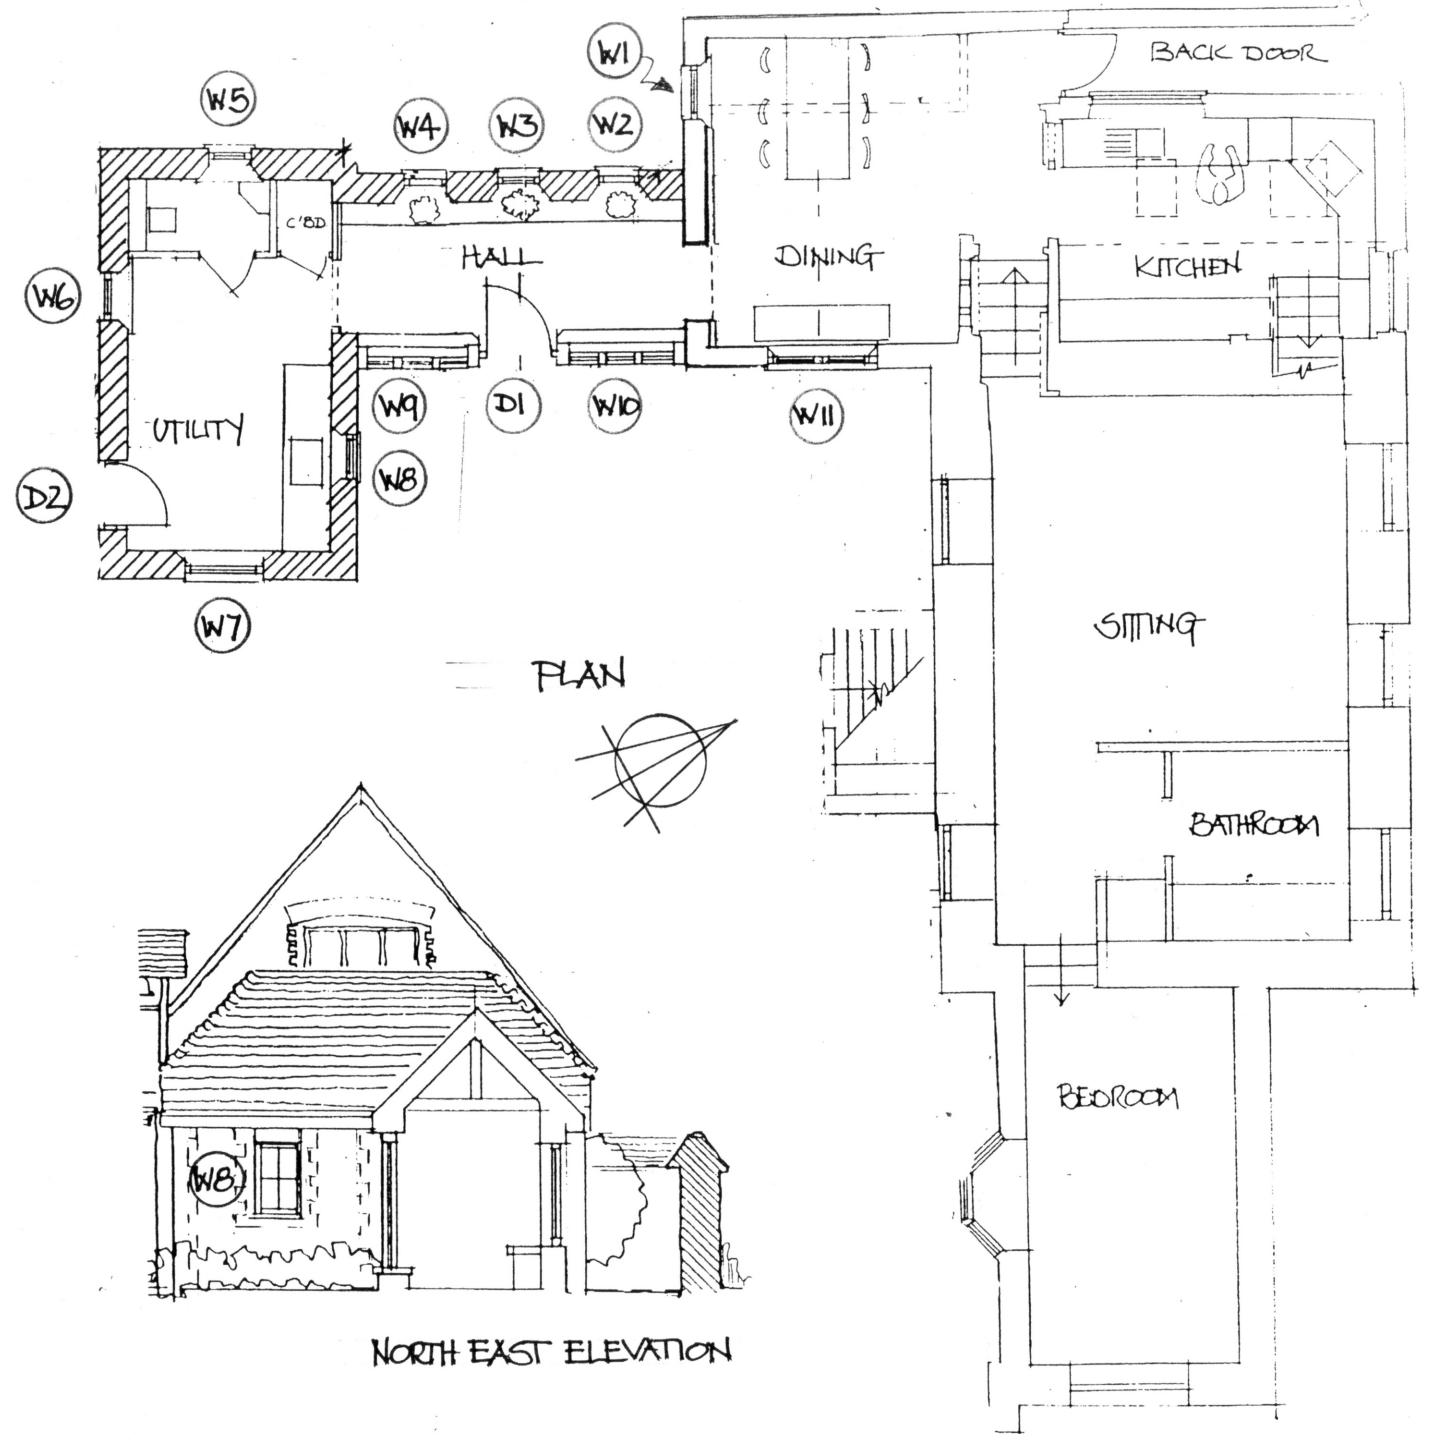 W1
BACK DOOR
W5
W4
W3
W2
C'BD
HALL
DINING
KITCHEN
W6
UTILITY
W9
D1
W10
W11
W8
D2
W7
SITTING
PLAN
BATHROOM
BEDROOM
W8
NORTH EAST ELEVATION